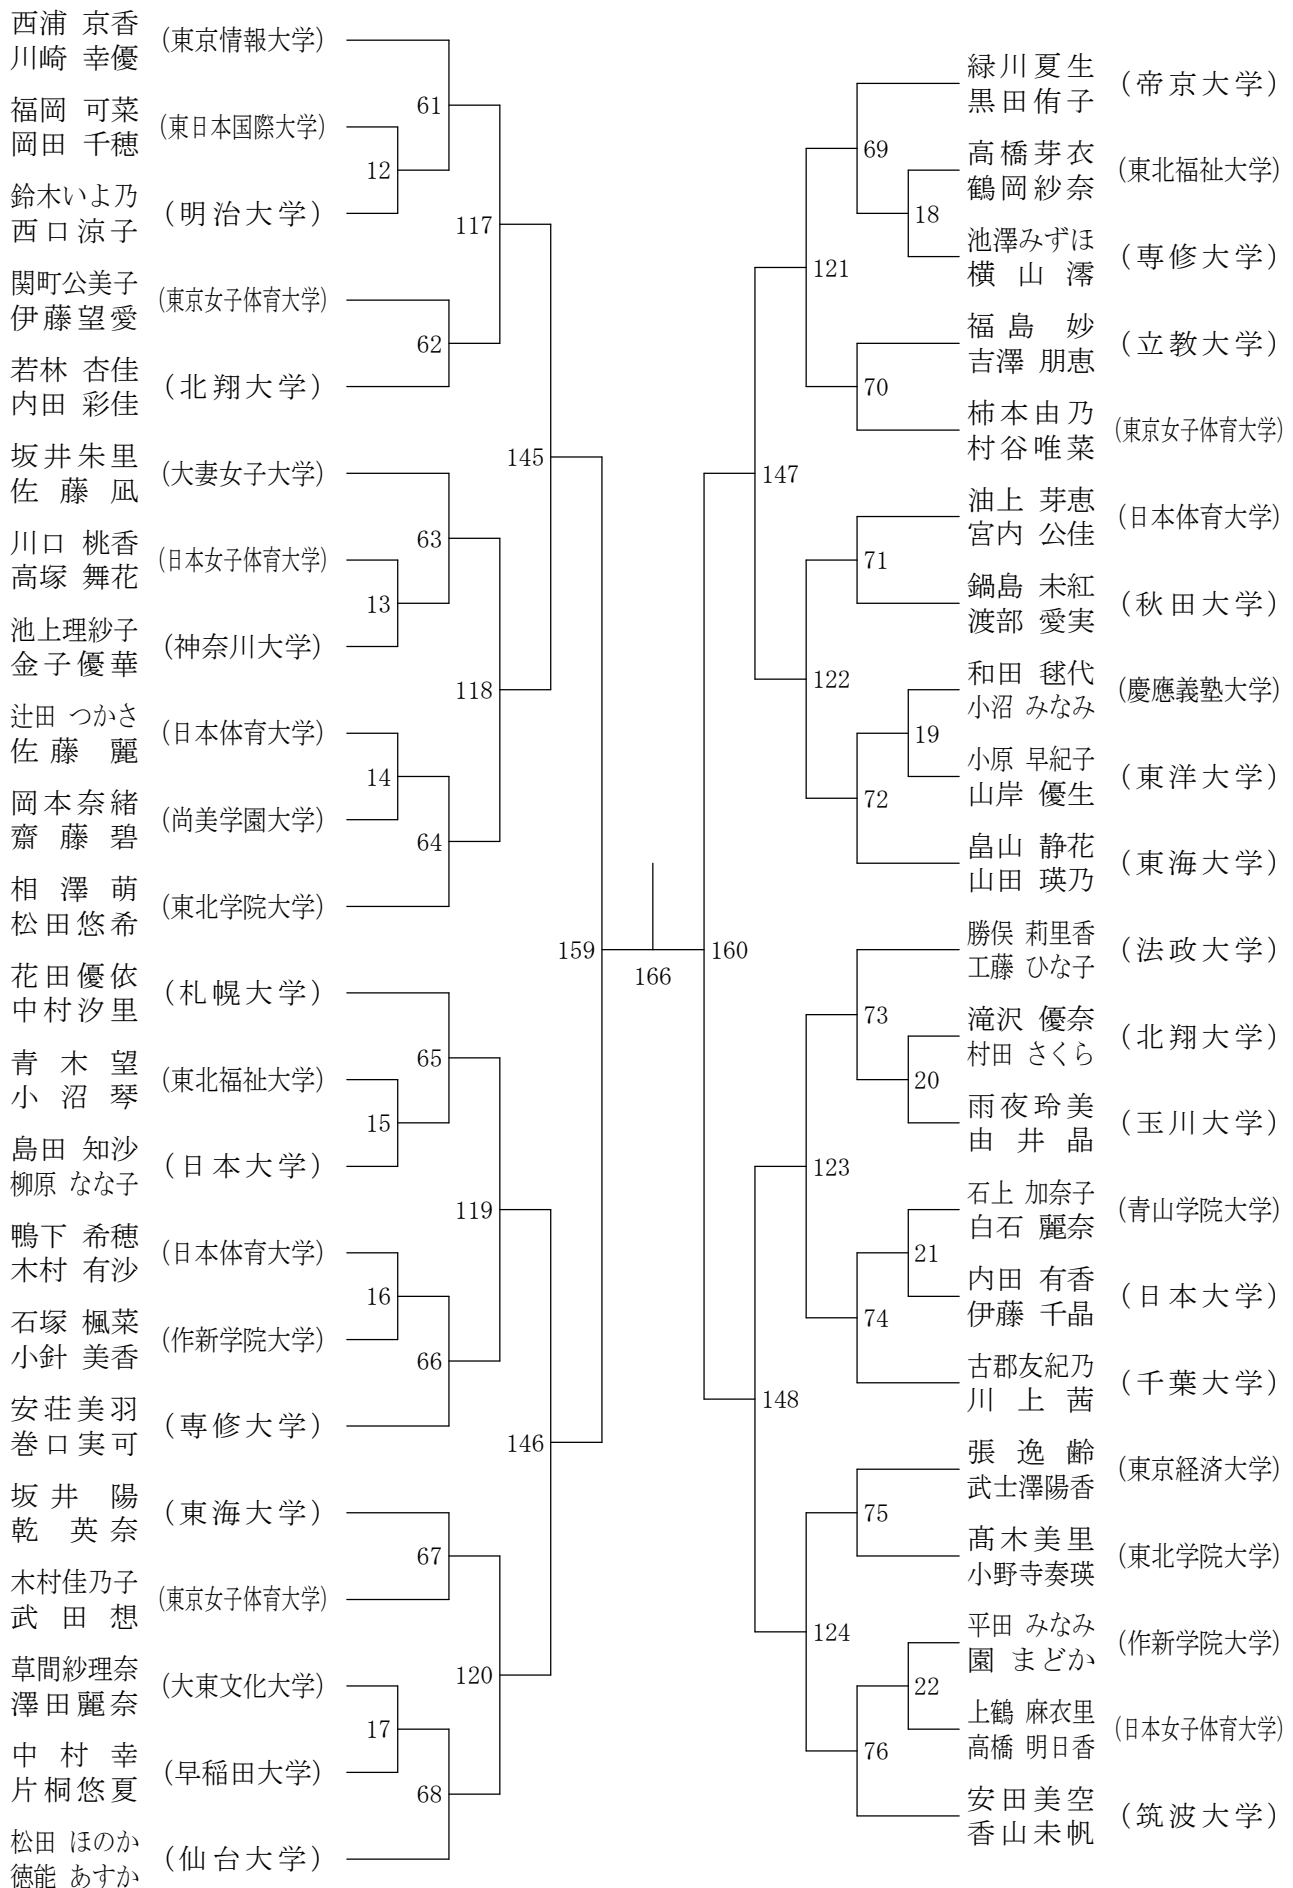 西浦 京香
川崎 幸優
(東京情報大学)
福岡 可菜
岡田 千穂
(東日本国際大学)
鈴木いよ乃
西口涼子
(明治大学)
関町公美子
伊藤望愛
(東京女子体育大学)
若林 杏佳
内田 彩佳
(北翔大学)
坂井朱里
佐藤凪
(大妻女子大学)
川口 桃香
高塚 舞花
(日本女子体育大学)
池上理紗子
金子優華
(神奈川大学)
辻田 つかさ
佐藤麗
(日本体育大学)
岡本奈緒
齋藤碧
(尚美学園大学)
相澤萌
松田悠希
(東北学院大学)
花田優依
中村汐里
(札幌大学)
青木望
小沼琴
(東北福祉大学)
島田 知沙
柳原 なな子
(日本大学)
鴨下 希穂
木村 有沙
(日本体育大学)
石塚 楓菜
小針 美香
(作新学院大学)
安荘美羽
巻口実可
(専修大学)
坂井 陽
乾 英奈
(東海大学)
木村佳乃子
武田想
(東京女子体育大学)
草間紗理奈
澤田麗奈
(大東文化大学)
中村幸
片桐悠夏
(早稲田大学)
松田 ほのか
徳能 あすか
(仙台大学)
61
12
117
62
145
63
13
118
14
64
159
65
15
119
16
66
146
67
120
17
68
166
160
69
18
121
70
147
71
122
19
72
73
20
123
21
74
148
75
124
22
76
緑川夏生
黒田侑子
(帝京大学)
高橋芽衣
鶴岡紗奈
(東北福祉大学)
池澤みずほ
横山澪
(専修大学)
福島 妙
吉澤 朋恵
(立教大学)
柿本由乃
村谷唯菜
(東京女子体育大学)
油上 芽恵
宮内 公佳
(日本体育大学)
鍋島 未紅
渡部 愛実
(秋田大学)
和田 毬代
小沼 みなみ
(慶應義塾大学)
小原 早紀子
山岸 優生
(東洋大学)
畠山 静花
山田 瑛乃
(東海大学)
勝俣 莉里香
工藤 ひな子
(法政大学)
滝沢 優奈
村田 さくら
(北翔大学)
雨夜玲美
由井晶
(玉川大学)
石上 加奈子
白石 麗奈
(青山学院大学)
内田 有香
伊藤 千晶
(日本大学)
古郡友紀乃
川上茜
(千葉大学)
張逸齢
武士澤陽香
(東京経済大学)
髙木美里
小野寺奏瑛
(東北学院大学)
平田 みなみ
園 まどか
(作新学院大学)
上鶴 麻衣里
高橋 明日香
(日本女子体育大学)
安田美空
香山未帆
(筑波大学)